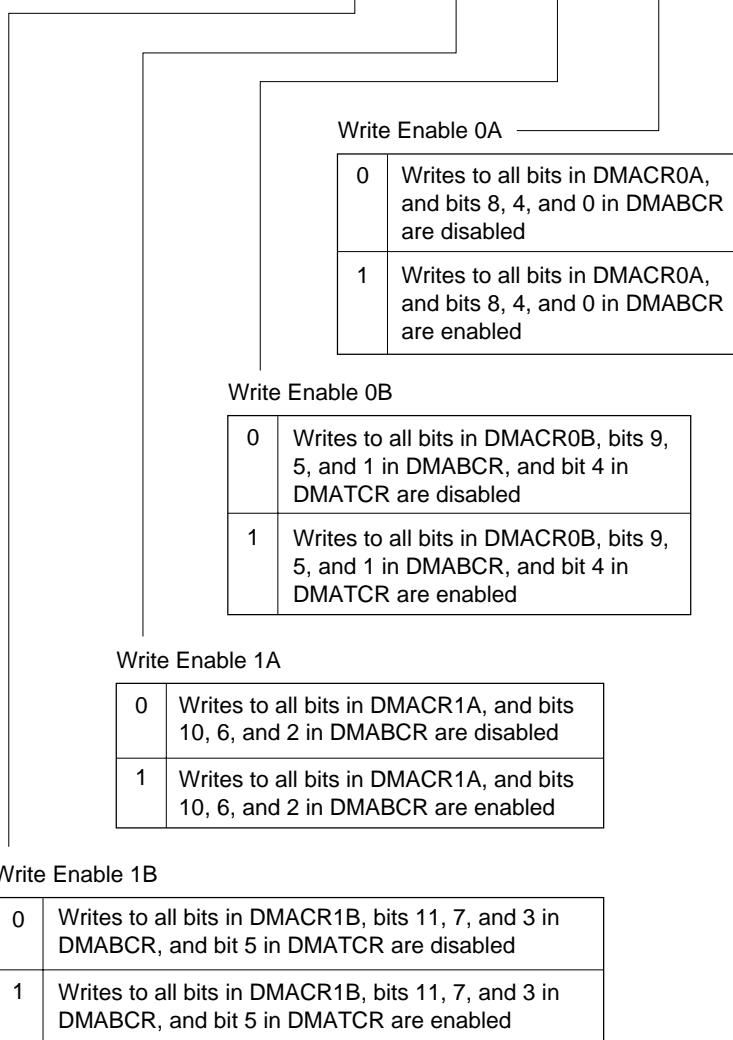 Write Enable 0A
0 Writes to all bits in DMACR0A,
and bits 8, 4, and 0 in DMABCR
are disabled
1 Writes to all bits in DMACR0A,
and bits 8, 4, and 0 in DMABCR
are enabled
Write Enable 0B
0 Writes to all bits in DMACR0B, bits 9,
5, and 1 in DMABCR, and bit 4 in
DMATCR are disabled
1 Writes to all bits in DMACR0B, bits 9,
5, and 1 in DMABCR, and bit 4 in
DMATCR are enabled
Write Enable 1A
0 Writes to all bits in DMACR1A, and bits
10, 6, and 2 in DMABCR are disabled
1 Writes to all bits in DMACR1A, and bits
10, 6, and 2 in DMABCR are enabled
Write Enable 1B
0 Writes to all bits in DMACR1B, bits 11, 7, and 3 in
DMABCR, and bit 5 in DMATCR are disabled
1 Writes to all bits in DMACR1B, bits 11, 7, and 3 in
DMABCR, and bit 5 in DMATCR are enabled